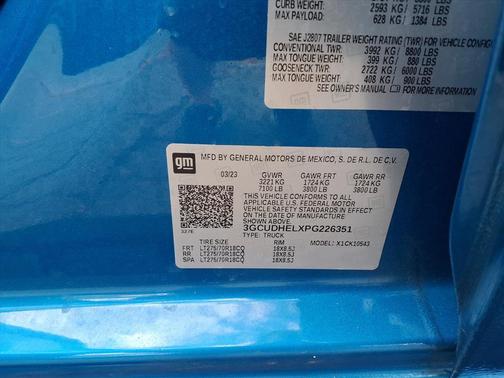 CURB WEIGHT: 2593 KG / 5716 LBS
MAX PAYLOAD: 628 KG / 1384 LBS
SAE J2807 TRAILER WEIGHT RATING (TWR) FOR VEHICLE CONFIG
CONVENTIONAL TWR: 3992 KG / 8800 LBS
MAX TONGUE WEIGHT: 399 KG / 880 LBS
GOOSENECK TWR: 2722 KG / 6000 LBS
MAX TONGUE WEIGHT: 408 KG / 900 LBS
SEE OWNER'S MANUAL FOR MORE INFORMATION
gm
MFD BY GENERAL MOTORS DE MEXICO, S. DE R.L. DE C.V.
03/23 GVWR GAWR FRT GAWR RR
3221 KG 1724 KG 1724 KG
7100 LB 3800 LB 3800 LB
THIS VEHICLE CONFORMS TO ALL
APPLICABLE U.S. FEDERAL MOTOR
VEHICLE SAFETY STANDARDS IN EFFECT
ON THE DATE OF MANUFACTURE
SHOWN ABOVE.
3GCUDHELXPG226351
TYPE: TRUCK
327E
MODEL: X1CK10543
TIRE SIZE RIM
FRT LT275/70R18CQ 18X8.5J
RR LT275/70R18CQ 18X8.5J
SPA LT275/70R18CQ 18X8.5J